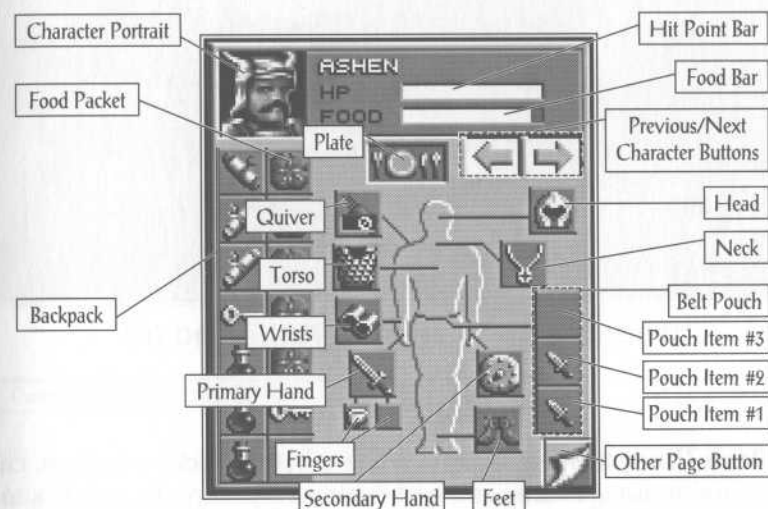 Character Portrait
Hit Point Bar
ASHEN
HP
FOOD
Food Bar
Food Packet
Plate
Previous/Next
Character Buttons
Quiver
Head
Neck
Torso
Belt Pouch
Backpack
Wrists
Pouch Item #3
Pouch Item #2
Primary Hand
Pouch Item #1
Fingers
Other Page Button
Secondary Hand
Feet